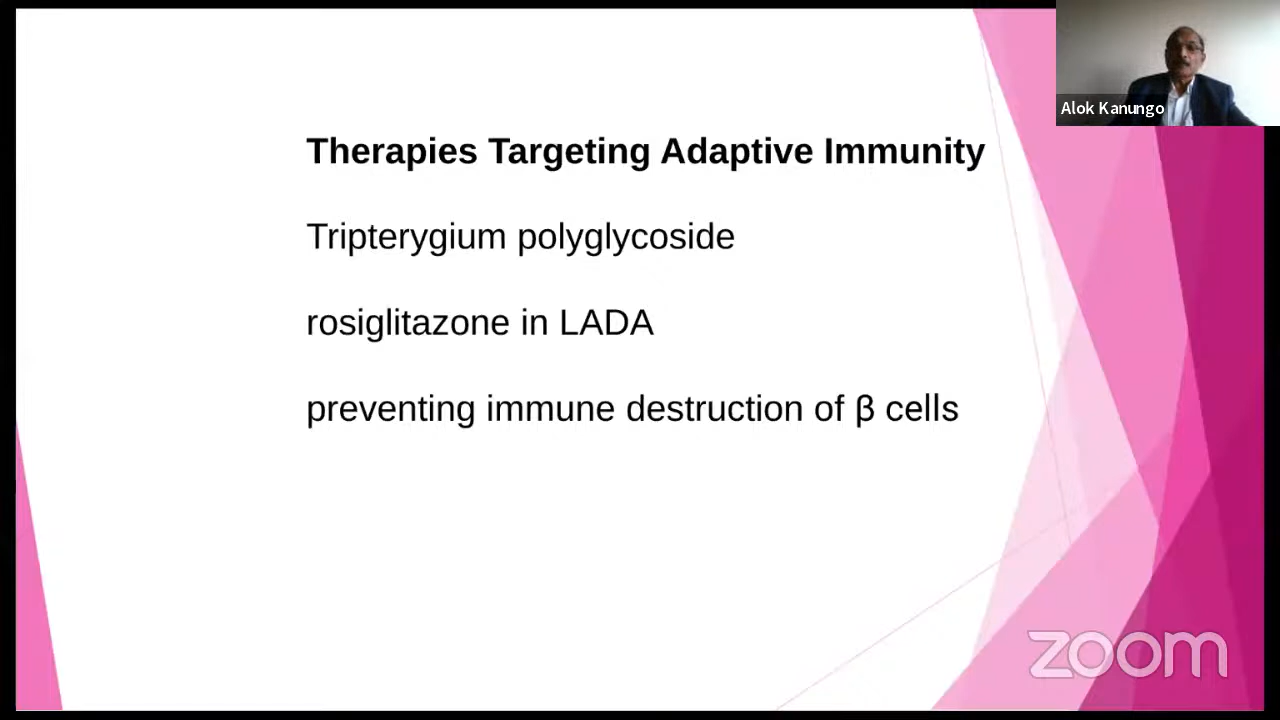 Alok Kanungo
Therapies Targeting Adaptive Immunity
Tripterygium polyglycoside
rosiglitazone in LADA
preventing immune destruction of β cells
zoom